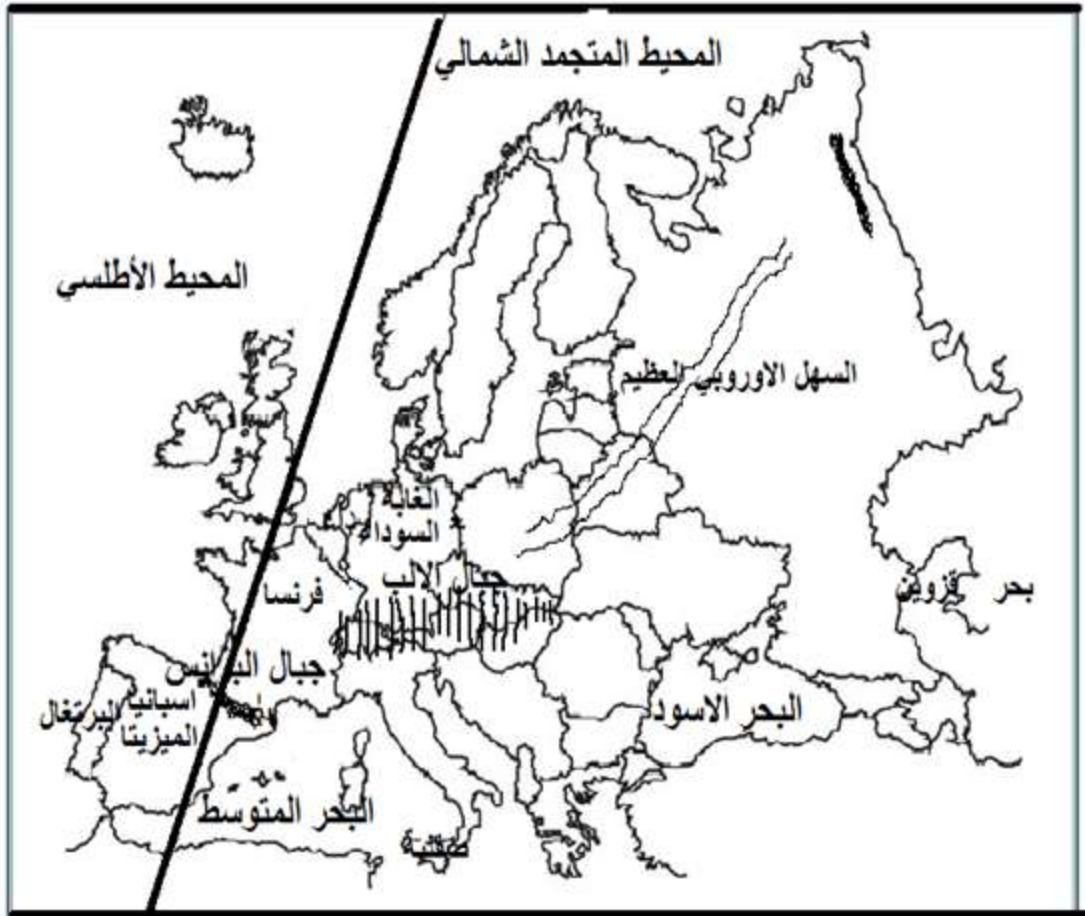 المحيط المتجمد الشمالي
المحيط الأطلسي
السهل الاوروبي العظيم
الغابة
السوداء
جبال الالب
فرنسا
بحر قزوين
جبال البرانس
اسبانيا
البرتغال
الميزيتا
البحر الاسود
البحر المتوسط
صقلية